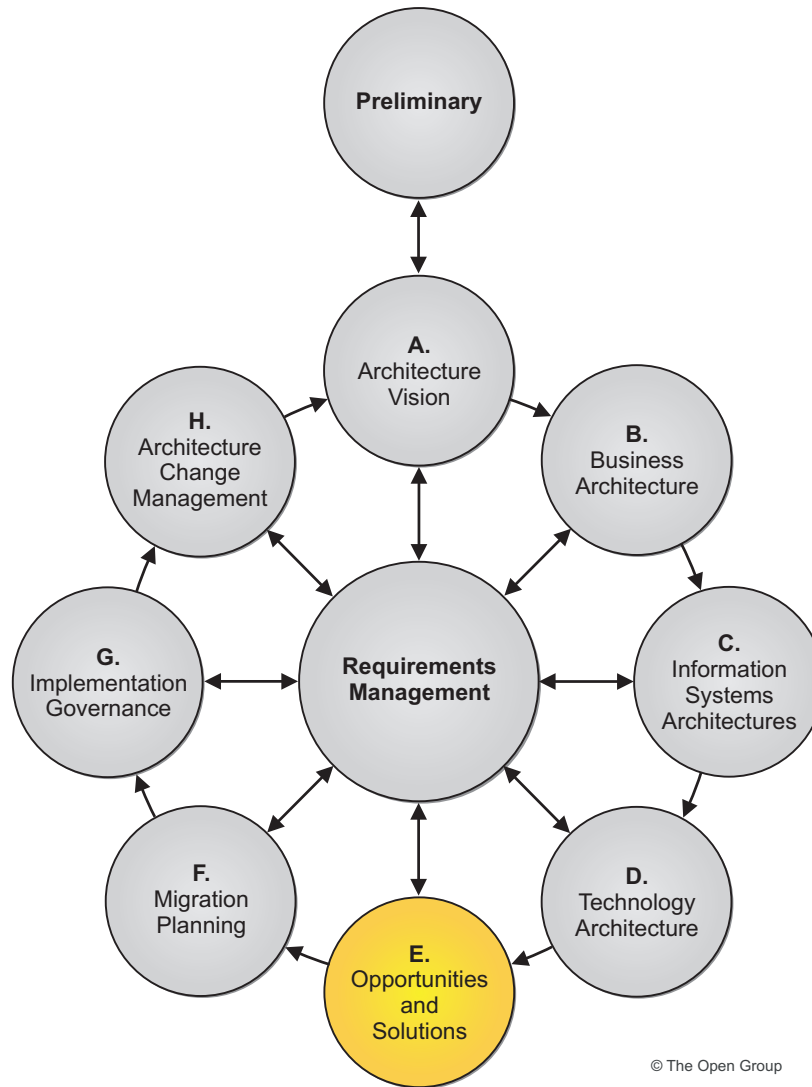 Preliminary
A.
Architecture
Vision
B.
Business
Architecture
C.
Information
Systems
Architectures
D.
Technology
Architecture
E.
Opportunities
and
Solutions
F.
Migration
Planning
G.
Implementation
Governance
H.
Architecture
Change
Management
Requirements
Management
© The Open Group